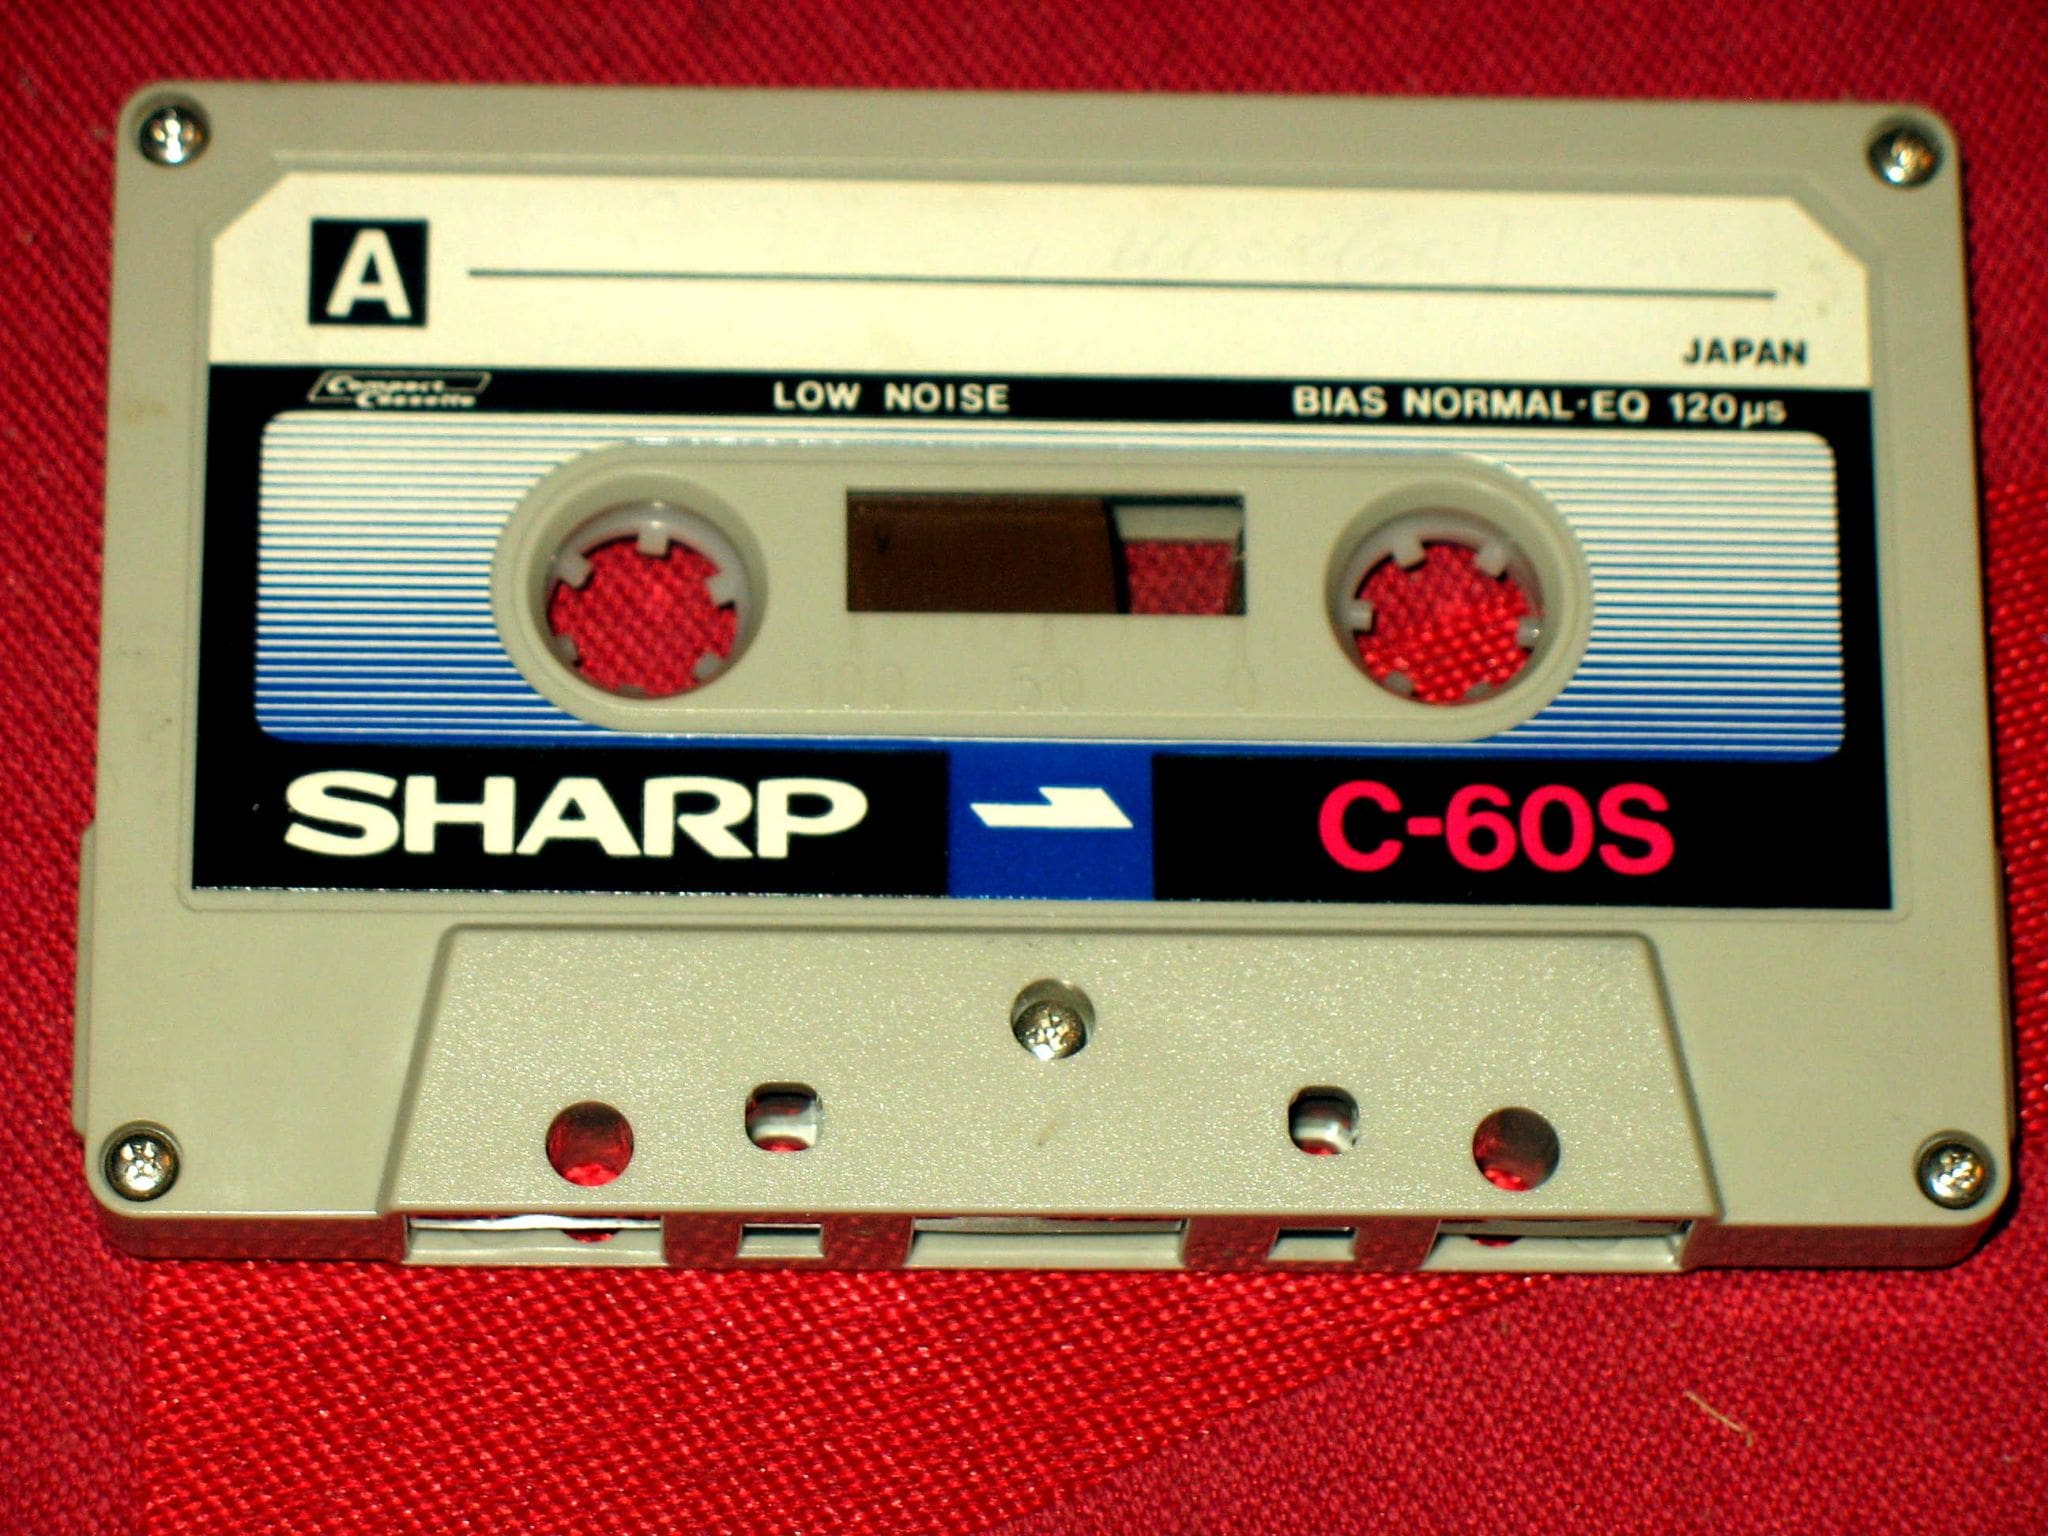 A
JAPAN
Compact Cassette
LOW NOISE
BIAS NORMAL·EQ 120µs
100 50 0
SHARP
C-60S